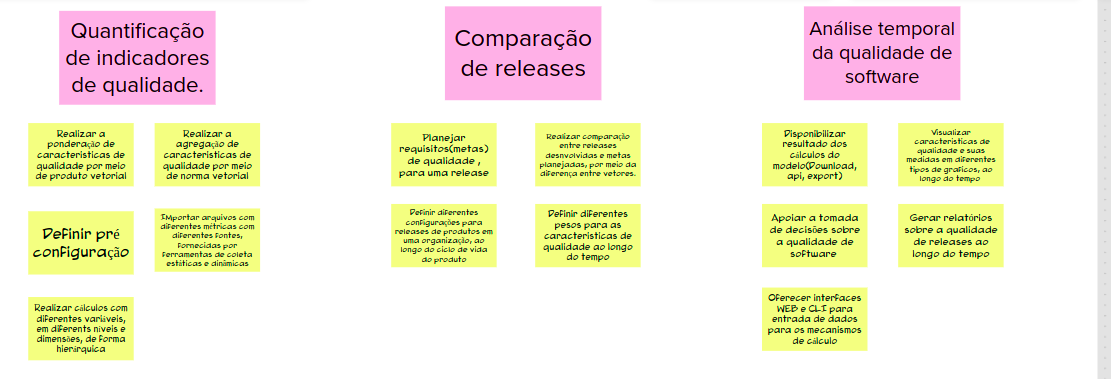 Quantificação
de indicadores
de qualidade.
Realizar a
ponderação de
características de
qualidade por meio
de produto vetorial
Realizar a
agregação de
características de
qualidade por meio
de norma vetorial
Definir pré
configuração
IMportar arquivos com
diferentes métricas com
diferentes fontes,
fornecidas por
ferramentas de coleta
estáticas e dinâmicas
Realizar cálculos com
diferentes variáveis,
em diferents níveis e
dimensões, de forma
hierárquica
Comparação
de releases
Planejar
requisitos(metas)
de qualidade ,
para uma release
Realizar comparação
entre releases
desnvolvidas e metas
planejadas, por meio da
diferença entre vetores.
Definir diferentes
configurações para
releases de produtos em
uma organização, ao
longo do ciclo de vida
do produto
Definir diferentes
pesos para as
características de
qualidade ao longo
do tempo
Análise temporal
da qualidade de
software
Disponibilizar
resultado dos
cálculos do
modelo(Download,
api, export)
Visualizar
características de
qualidade e suas
medidas em diferentes
tipos de gráficos, ao
longo do tempo
Apoiar a tomada
de decisões sobre
a qualidade de
software
Gerar relatórios
sobre a qualidade
de releases ao
longo do tempo
Oferecer interfaces
WEB e CLI para
entrada de dados
para os mecanismos
de cálculo